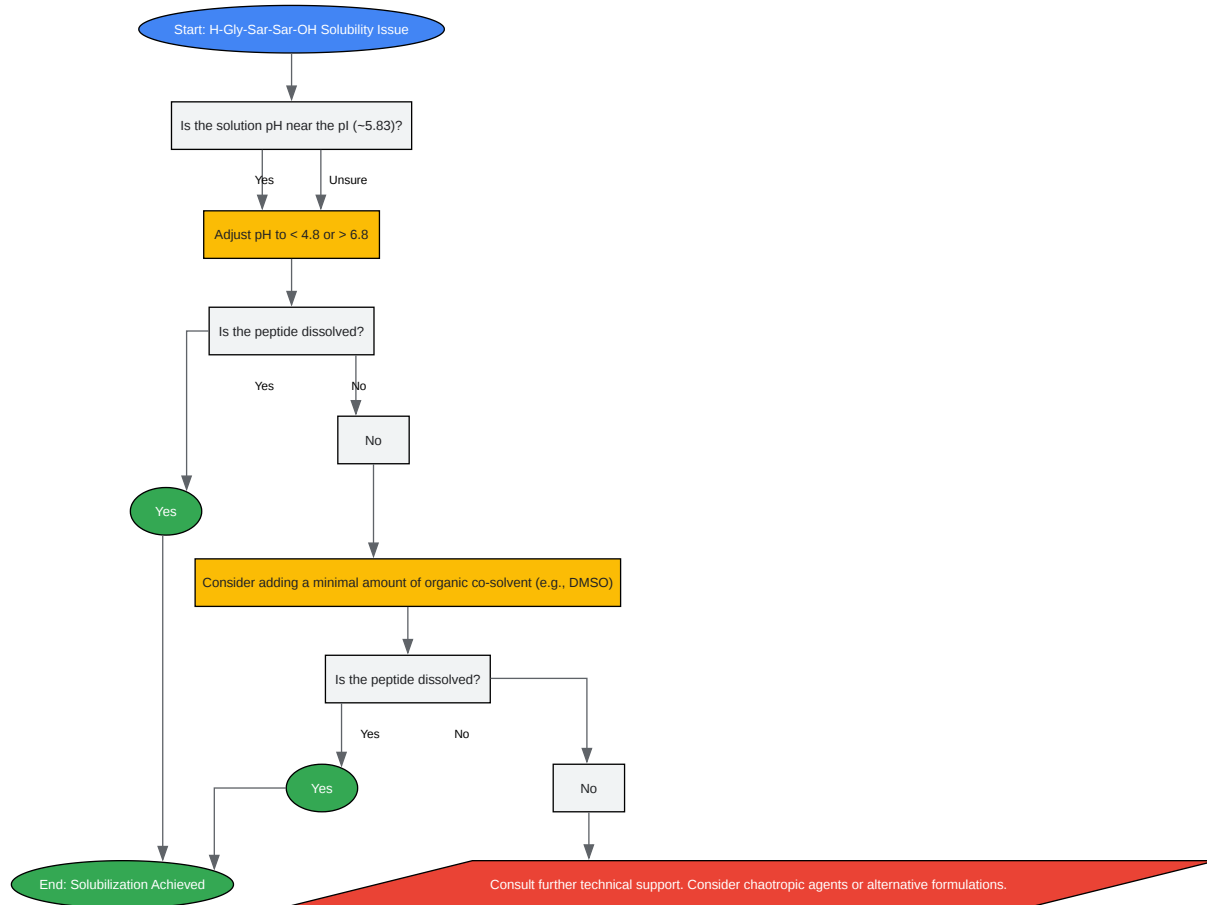 Start: H-Gly-Sar-Sar-OH Solubility Issue
Is the solution pH near the pI (~5.83)?
Yes
Unsure
Adjust pH to < 4.8 or > 6.8
Is the peptide dissolved?
Yes
No
No
Yes
Consider adding a minimal amount of organic co-solvent (e.g., DMSO)
Is the peptide dissolved?
Yes
No
Yes
No
End: Solubilization Achieved
Consult further technical support. Consider chaotropic agents or alternative formulations.